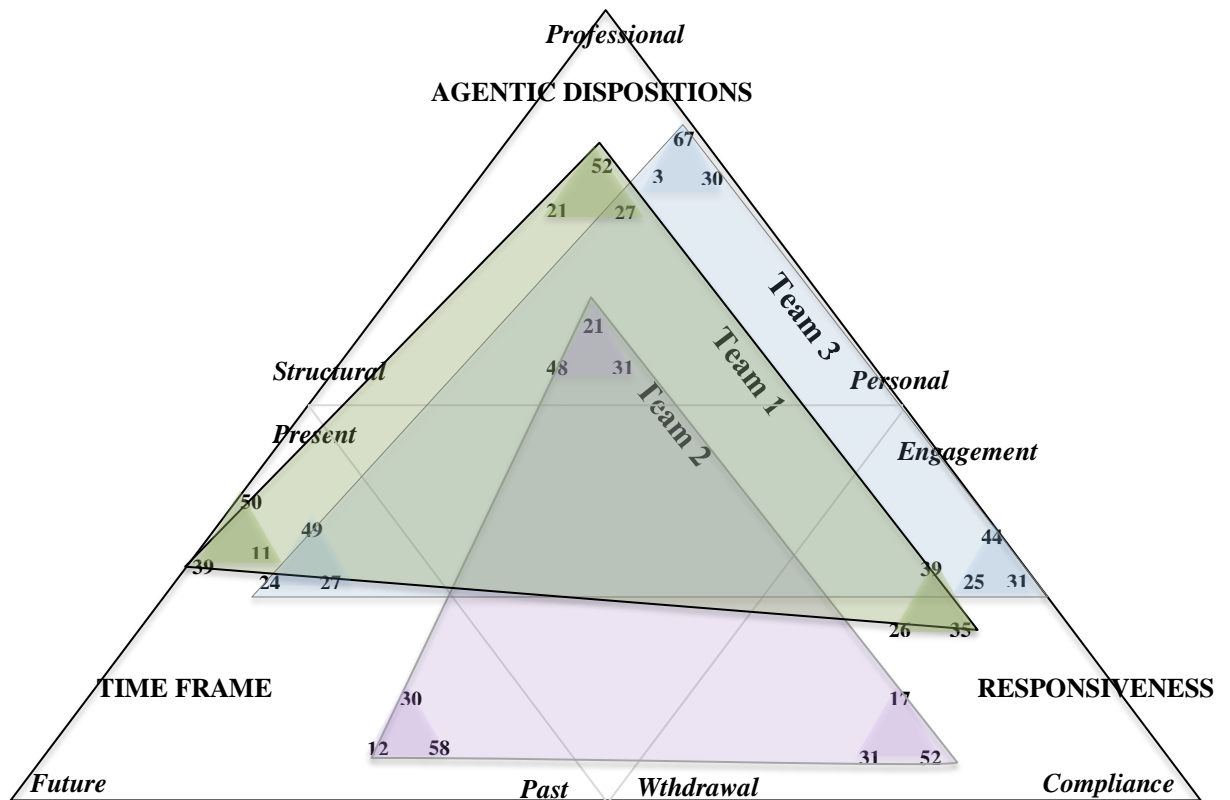 Professional
AGENTIC DISPOSITIONS
67
3 30
52
21 27
Team 3
21
48 31
Team 1
Team 2
Structural
Personal
Present
Engagement
50
39 11
49
24 27
44
25 31
39
26 35
TIME FRAME
RESPONSIVENESS
30
12 58
17
31 52
Future
Past
Wthdrawal
Compliance